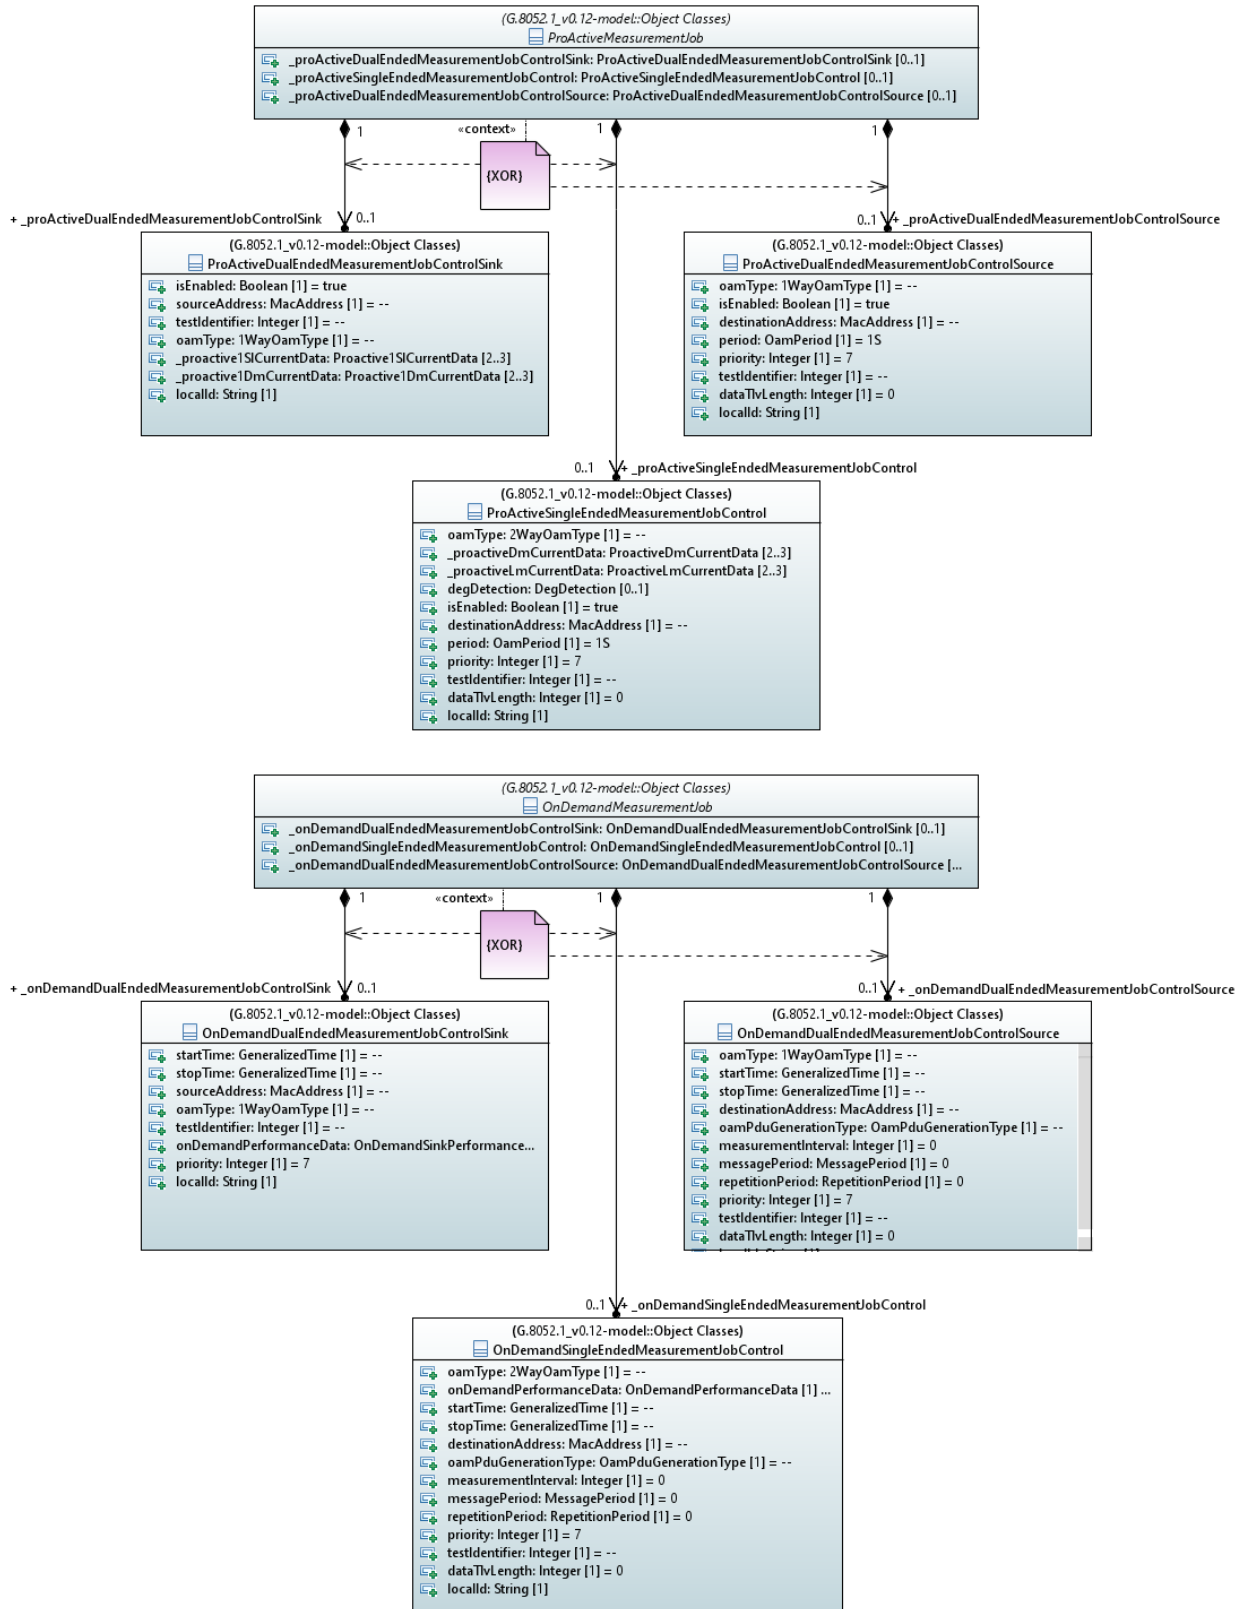 (G.8052.1_v0.12-model::Object Classes)
ProActiveMeasurementJob
_proActiveDualEndedMeasurementJobControlSink: ProActiveDualEndedMeasurementJobControlSink [0..1]
_proActiveSingleEndedMeasurementJobControl: ProActiveSingleEndedMeasurementJobControl [0..1]
_proActiveDualEndedMeasurementJobControlSource: ProActiveDualEndedMeasurementJobControlSource [0..1]
1 «context» 1 1
{XOR}
+ _proActiveDualEndedMeasurementJobControlSink 0..1 0..1 + _proActiveDualEndedMeasurementJobControlSource
(G.8052.1_v0.12-model::Object Classes)
ProActiveDualEndedMeasurementJobControlSink
isEnabled: Boolean [1] = true
sourceAddress: MacAddress [1] = --
testIdentifier: Integer [1] = --
oamType: 1WayOamType [1] = --
_proactive1SlCurrentData: Proactive1SlCurrentData [2..3]
_proactive1DmCurrentData: Proactive1DmCurrentData [2..3]
localId: String [1]
(G.8052.1_v0.12-model::Object Classes)
ProActiveDualEndedMeasurementJobControlSource
oamType: 1WayOamType [1] = --
isEnabled: Boolean [1] = true
destinationAddress: MacAddress [1] = --
period: OamPeriod [1] = 1S
priority: Integer [1] = 7
testIdentifier: Integer [1] = --
dataTlvLength: Integer [1] = 0
localId: String [1]
0..1 + _proActiveSingleEndedMeasurementJobControl
(G.8052.1_v0.12-model::Object Classes)
ProActiveSingleEndedMeasurementJobControl
oamType: 2WayOamType [1] = --
_proactiveDmCurrentData: ProactiveDmCurrentData [2..3]
_proactiveLmCurrentData: ProactiveLmCurrentData [2..3]
degDetection: DegDetection [0..1]
isEnabled: Boolean [1] = true
destinationAddress: MacAddress [1] = --
period: OamPeriod [1] = 1S
priority: Integer [1] = 7
testIdentifier: Integer [1] = --
dataTlvLength: Integer [1] = 0
localId: String [1]
(G.8052.1_v0.12-model::Object Classes)
OnDemandMeasurementJob
_onDemandDualEndedMeasurementJobControlSink: OnDemandDualEndedMeasurementJobControlSink [0..1]
_onDemandSingleEndedMeasurementJobControl: OnDemandSingleEndedMeasurementJobControl [0..1]
_onDemandDualEndedMeasurementJobControlSource: OnDemandDualEndedMeasurementJobControlSource [...
1 «context» 1 1
{XOR}
+ _onDemandDualEndedMeasurementJobControlSink 0..1 0..1 + _onDemandDualEndedMeasurementJobControlSource
(G.8052.1_v0.12-model::Object Classes)
OnDemandDualEndedMeasurementJobControlSink
startTime: GeneralizedTime [1] = --
stopTime: GeneralizedTime [1] = --
sourceAddress: MacAddress [1] = --
oamType: 1WayOamType [1] = --
testIdentifier: Integer [1] = --
onDemandPerformanceData: OnDemandSinkPerformance...
priority: Integer [1] = 7
localId: String [1]
(G.8052.1_v0.12-model::Object Classes)
OnDemandDualEndedMeasurementJobControlSource
oamType: 1WayOamType [1] = --
startTime: GeneralizedTime [1] = --
stopTime: GeneralizedTime [1] = --
destinationAddress: MacAddress [1] = --
oamPduGenerationType: OamPduGenerationType [1] = --
measurementInterval: Integer [1] = 0
messagePeriod: MessagePeriod [1] = 0
repetitionPeriod: RepetitionPeriod [1] = 0
priority: Integer [1] = 7
testIdentifier: Integer [1] = --
dataTlvLength: Integer [1] = 0
0..1 + _onDemandSingleEndedMeasurementJobControl
(G.8052.1_v0.12-model::Object Classes)
OnDemandSingleEndedMeasurementJobControl
oamType: 2WayOamType [1] = --
onDemandPerformanceData: OnDemandPerformanceData [1] ...
startTime: GeneralizedTime [1] = --
stopTime: GeneralizedTime [1] = --
destinationAddress: MacAddress [1] = --
oamPduGenerationType: OamPduGenerationType [1] = --
measurementInterval: Integer [1] = 0
messagePeriod: MessagePeriod [1] = 0
repetitionPeriod: RepetitionPeriod [1] = 0
priority: Integer [1] = 7
testIdentifier: Integer [1] = --
dataTlvLength: Integer [1] = 0
localId: String [1]